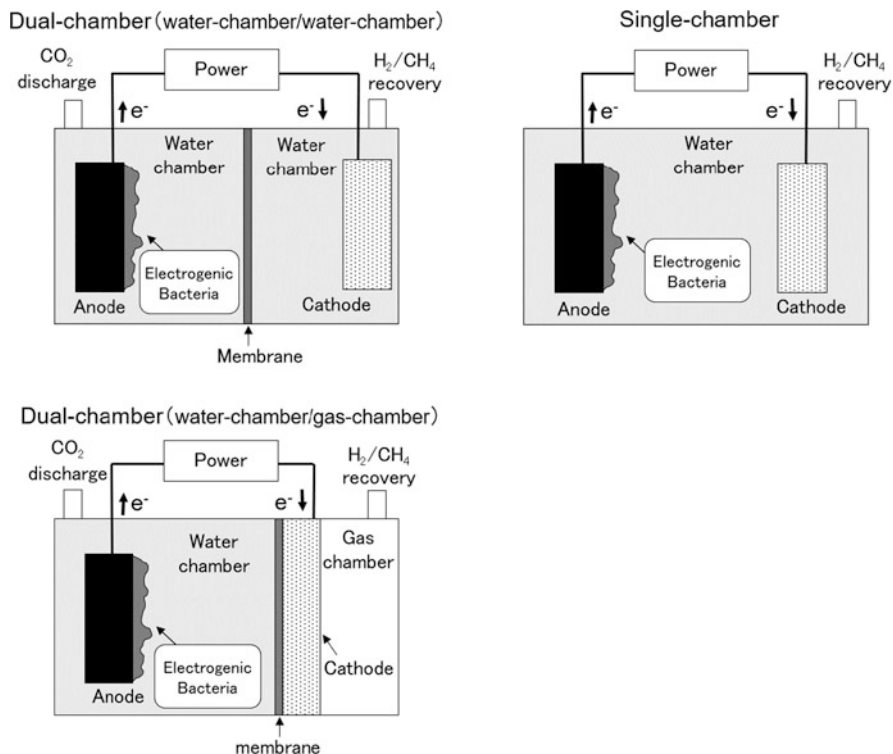 Dual-chamber(water-chamber/water-chamber)
CO2
discharge
Power
H2/CH4
recovery
e-
e-
Water
chamber
Water
chamber
Electrogenic
Bacteria
Anode
Cathode
Membrane
Single-chamber
Power
H2/CH4
recovery
e-
e-
Water
chamber
Electrogenic
Bacteria
Anode
Cathode
Dual-chamber(water-chamber/gas-chamber)
CO2
discharge
Power
H2/CH4
recovery
e-
e-
Water
chamber
Gas
chamber
Electrogenic
Bacteria
Cathode
Anode
membrane